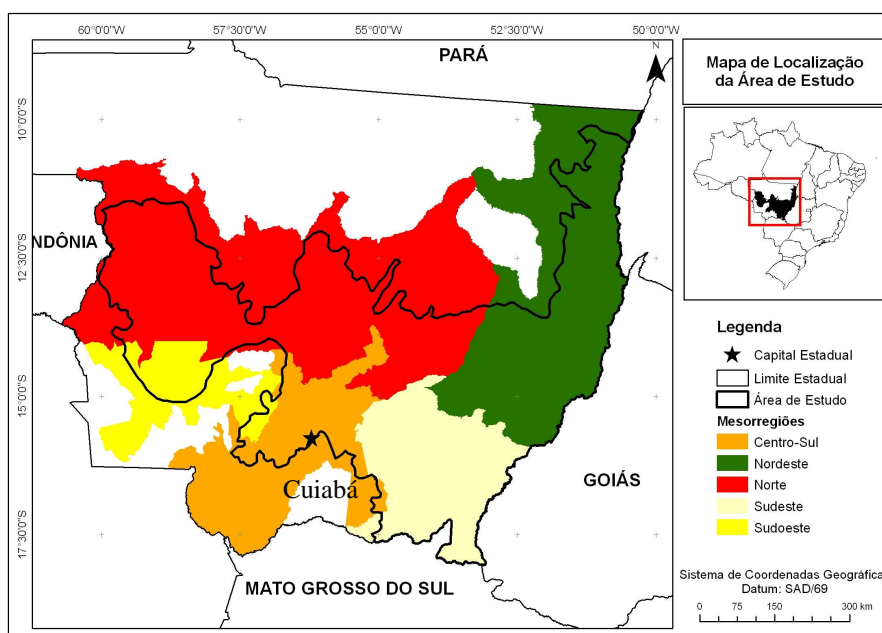 60°0'0"W 57°30'0"W 55°0'0"W 52°30'0"W 50°0'0"W
PARÁ
N
10°0'0"S
NDÔNIA
12°30'0"S
15°0'0"S
Cuiabá
GOIÁS
17°30'0"S
MATO GROSSO DO SUL
Mapa de Localização
da Área de Estudo
Legenda
Capital Estadual
Limite Estadual
Área de Estudo
Mesorregiões
Centro-Sul
Nordeste
Norte
Sudeste
Sudoeste
Sistema de Coordenadas Geográfica
Datum: SAD/69
0 75 150 300 km